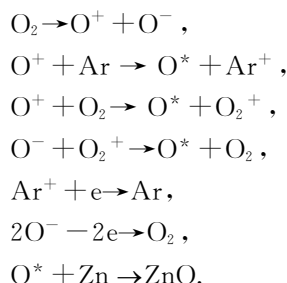 O₂→O⁺+O⁻,
O⁺+Ar → O*+Ar⁺,
O⁺+O₂→ O*+O₂⁺,
O⁻+O₂⁺→O*+O₂,
Ar⁺+e→Ar,
2O⁻−2e→O₂,
O*+Zn →ZnO.